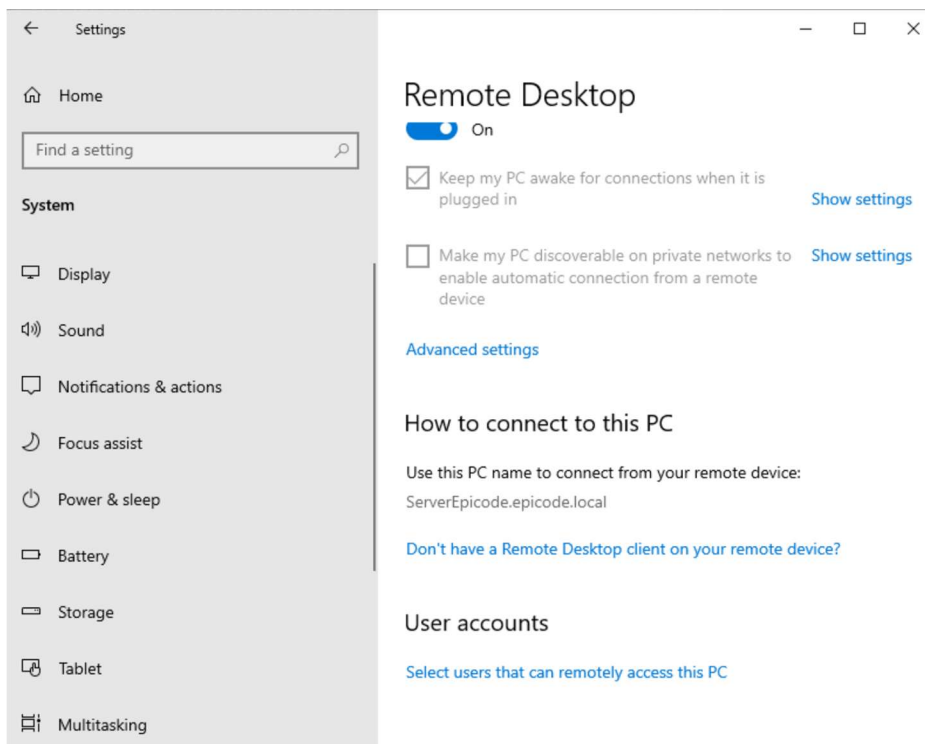 Settings
Home
Find a setting
System
Display
Sound
Notifications & actions
Focus assist
Power & sleep
Battery
Storage
Tablet
Multitasking
Remote Desktop
On
Keep my PC awake for connections when it is
plugged in
Show settings
Make my PC discoverable on private networks to
enable automatic connection from a remote
device
Show settings
Advanced settings
How to connect to this PC
Use this PC name to connect from your remote device:
ServerEpicode.epicode.local
Don't have a Remote Desktop client on your remote device?
User accounts
Select users that can remotely access this PC